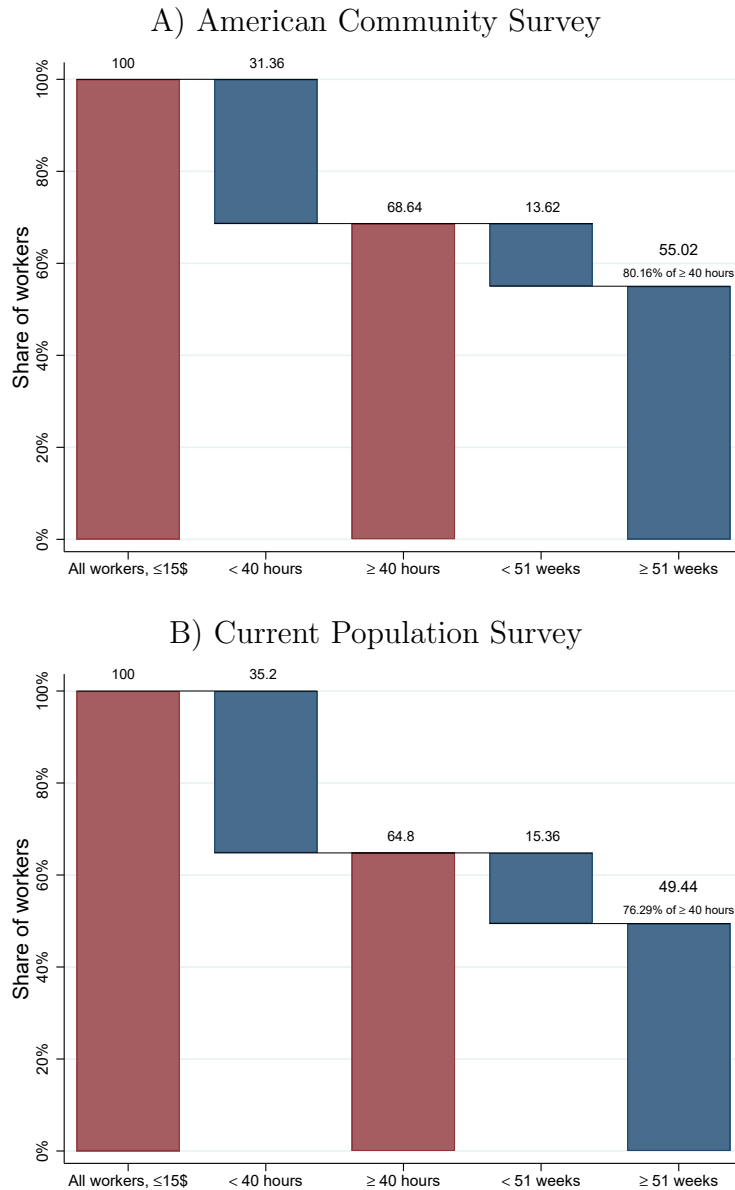 A) American Community Survey
100
31.36
68.64
13.62
55.02
80.16% of ≥ 40 hours
100%
80%
60%
40%
20%
0%
Share of workers
All workers, ≤15$
< 40 hours
≥ 40 hours
< 51 weeks
≥ 51 weeks
B) Current Population Survey
100
35.2
64.8
15.36
49.44
76.29% of ≥ 40 hours
100%
80%
60%
40%
20%
0%
Share of workers
All workers, ≤15$
< 40 hours
≥ 40 hours
< 51 weeks
≥ 51 weeks